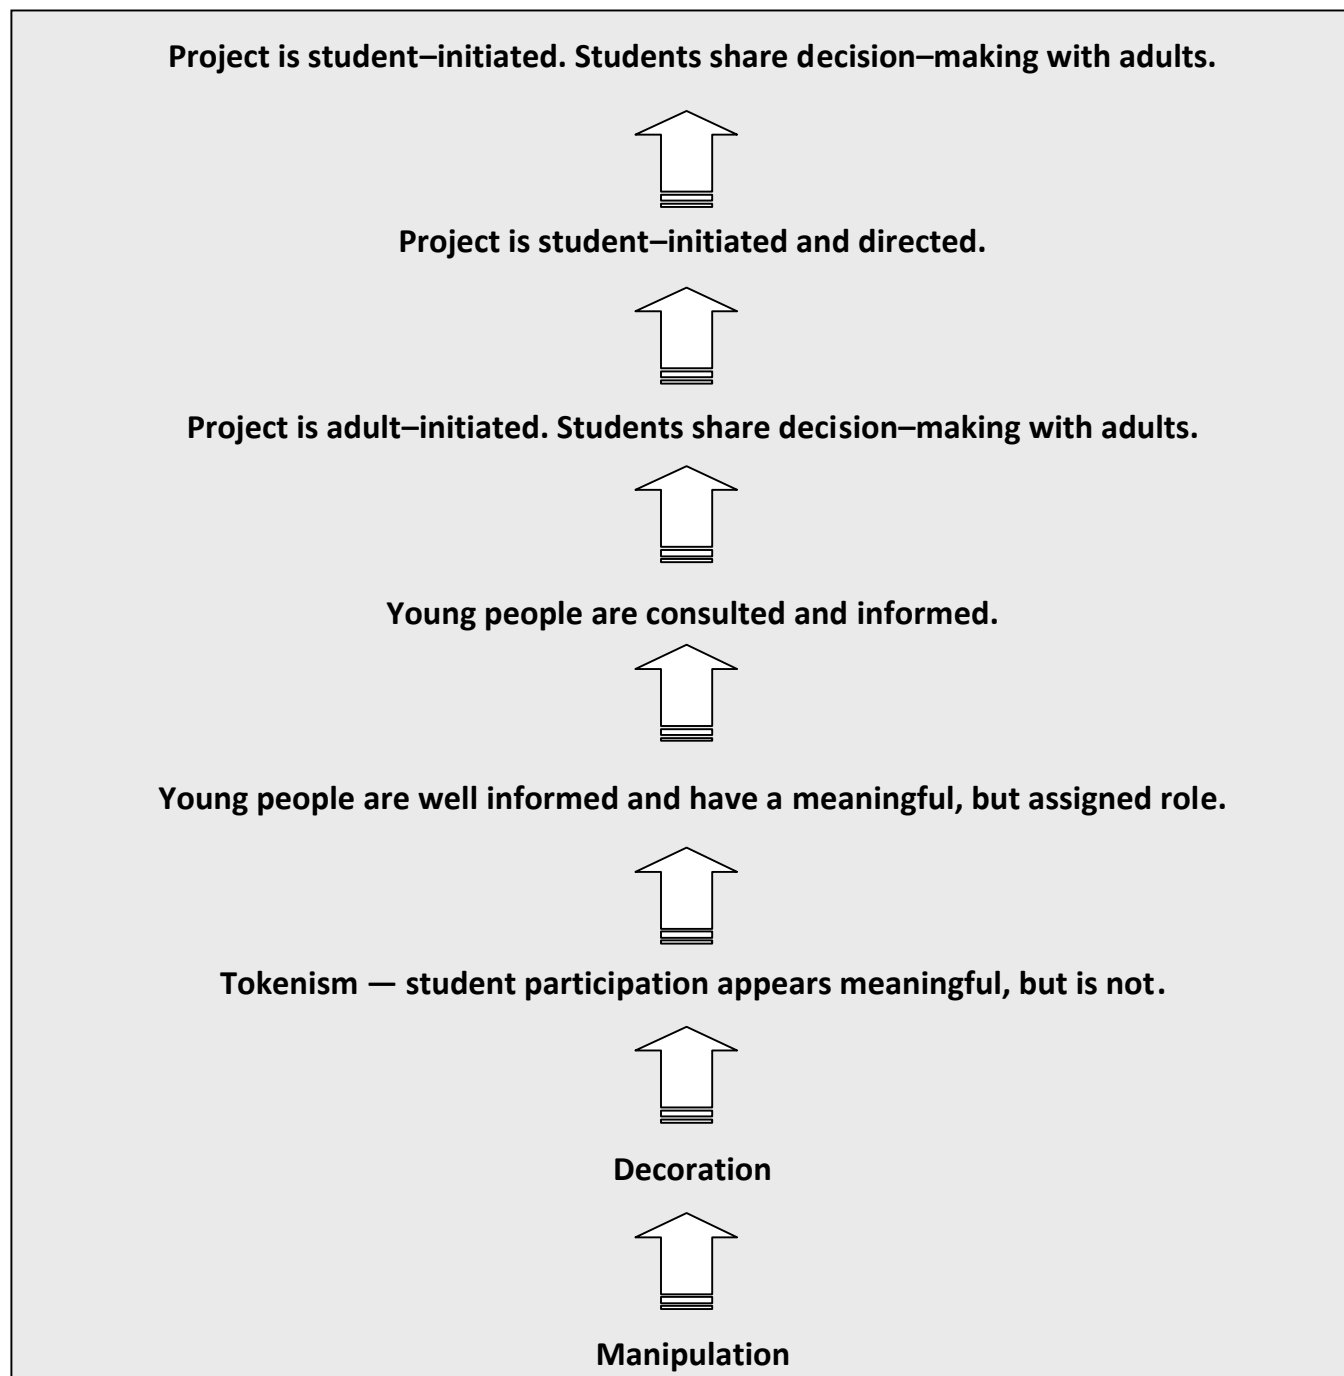 Project is student–initiated. Students share decision–making with adults.
Project is student–initiated and directed.
Project is adult–initiated. Students share decision–making with adults.
Young people are consulted and informed.
Young people are well informed and have a meaningful, but assigned role.
Tokenism — student participation appears meaningful, but is not.
Decoration
Manipulation